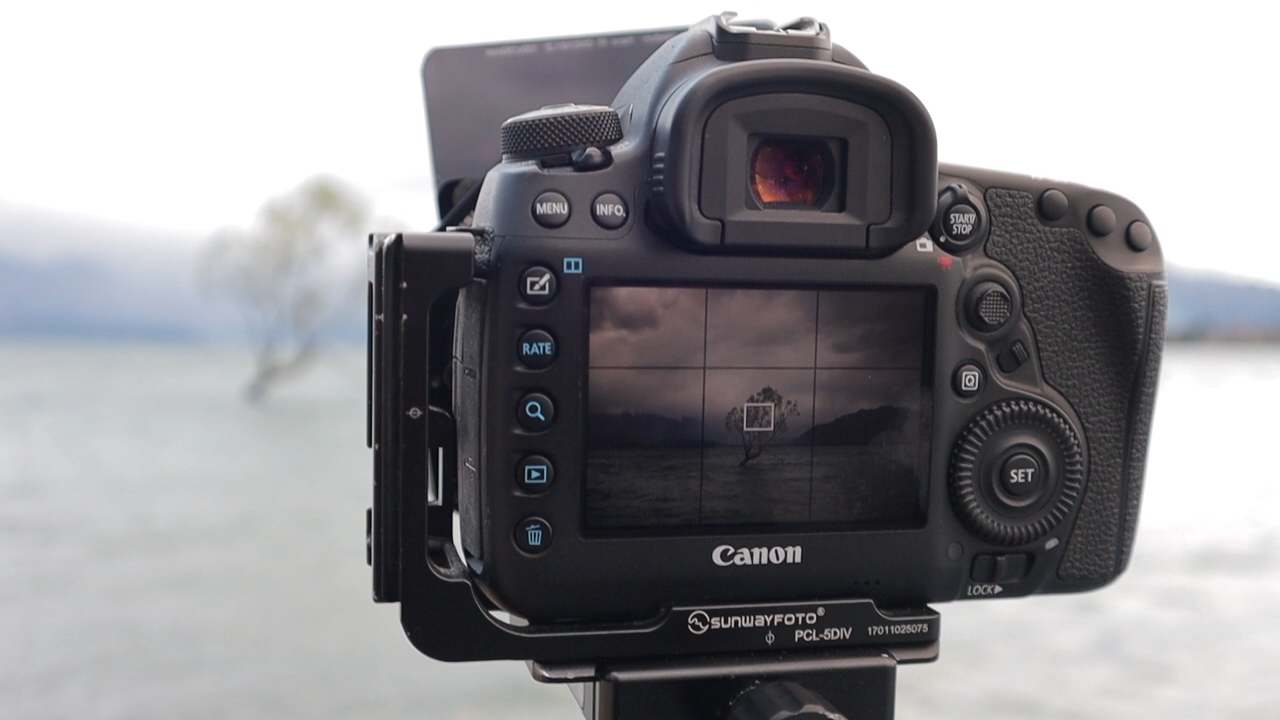 MENU
INFO.
START/
STOP
RATE
Q
SET
Canon
LOCK▶
SUNWAYFOTO®
PCL-5DIV 17011025075